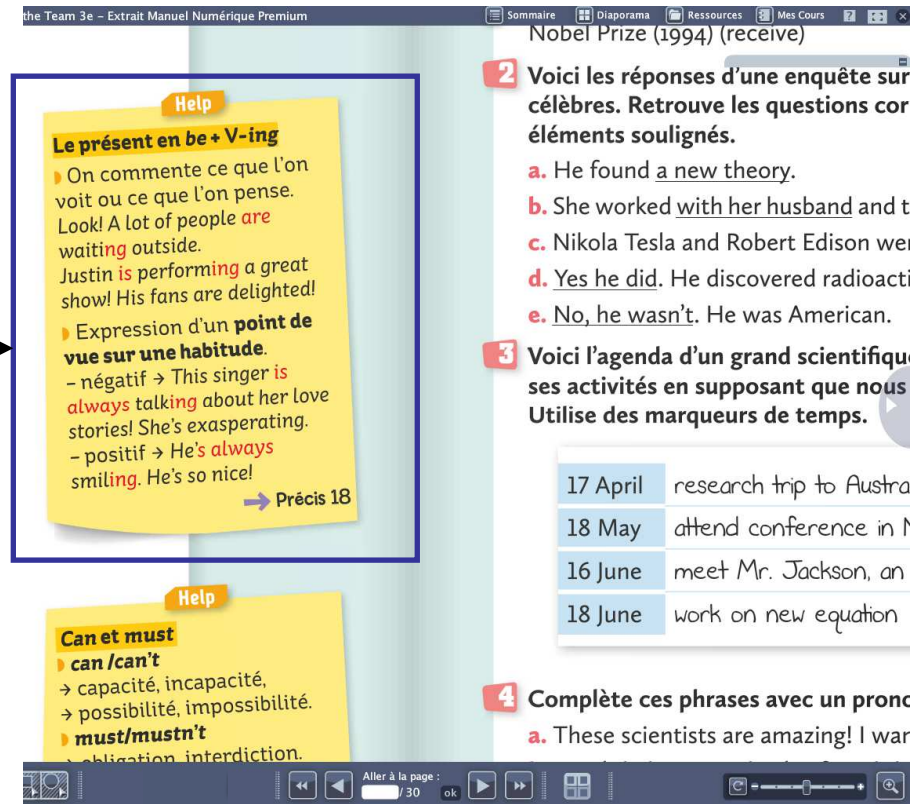 the Team 3e – Extrait Manuel Numérique Premium
Sommaire
Diaporama
Ressources
Mes Cours
?
Help
Le présent en be + V-ing
On commente ce que l'on
voit ou ce que l'on pense.
Look! A lot of people are
waiting outside.
Justin is performing a great
show! His fans are delighted!
Expression d'un point de
vue sur une habitude.
– négatif → This singer is
always talking about her love
stories! She's exasperating.
– positif → He's always
smiling. He's so nice!
→ Précis 18
Help
Can et must
can /can't
→ capacité, incapacité,
→ possibilité, impossibilité.
must/mustn't
→ obligation, interdiction.
Nobel Prize (1994) (receive)
2 Voici les réponses d'une enquête sur
célèbres. Retrouve les questions cor
éléments soulignés.
a. He found a new theory.
b. She worked with her husband and t
c. Nikola Tesla and Robert Edison wer
d. Yes he did. He discovered radioacti
e. No, he wasn't. He was American.
3 Voici l'agenda d'un grand scientifique
ses activités en supposant que nous
Utilise des marqueurs de temps.
17 April research trip to Austra
18 May attend conference in N
16 June meet Mr. Jackson, an
18 June work on new equation
4 Complète ces phrases avec un prono
a. These scientists are amazing! I wan
Aller à la page :
/ 30 ok